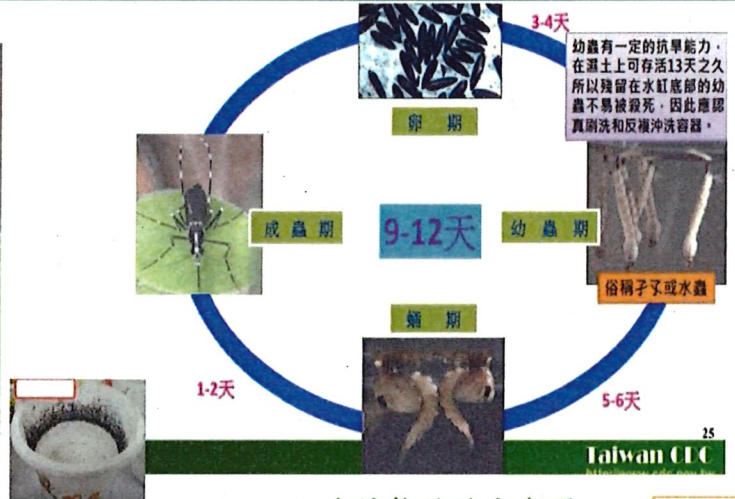 3-4天
幼蟲有一定的抗旱能力，
在濕土上可存活13天之久
所以殘留在水缸底部的幼
蟲不易被殺死，因此應認
真刷洗和反複沖洗容器。
卵 期
成 蟲 期
9-12天
幼 蟲 期
俗稱孑孓或水蟲
蛹 期
1-2天
5-6天
25
Taiwan CDC